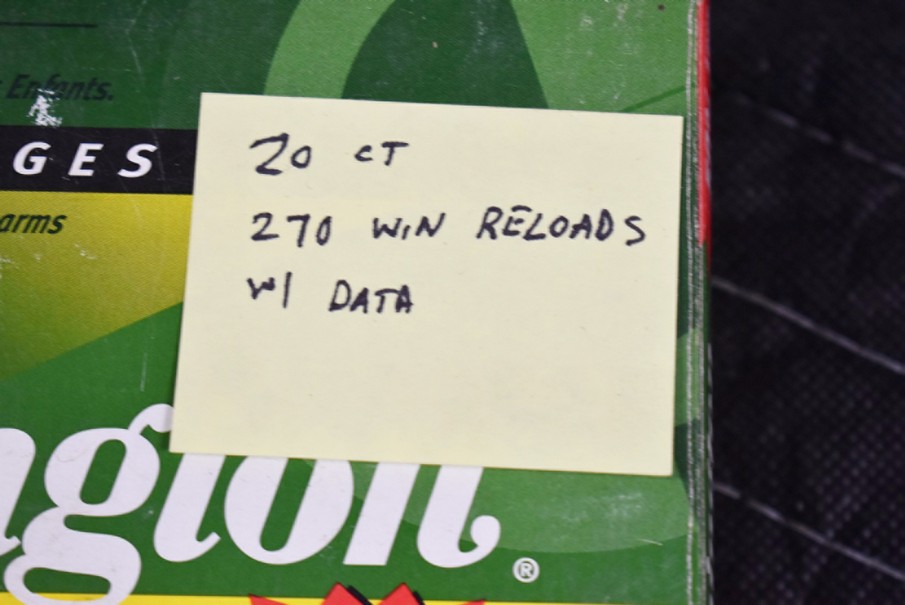 Enfants.
GES
arms
20 CT
270 WIN RELOADS
W/ DATA
ngton®